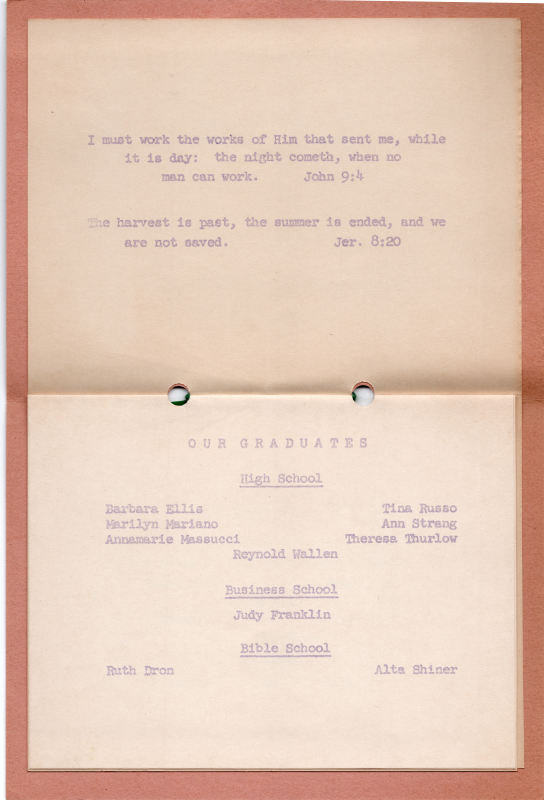 I must work the works of Him that sent me, while
it is day: the night cometh, when no
man can work. John 9:4
The harvest is past, the summer is ended, and we
are not saved. Jer. 8:20
OUR GRADUATES
High School
Barbara Ellis Tina Russo
Marilyn Mariano Ann Strang
Annamarie Massucci Theresa Thurlow
Reynold Wallen
Business School
Judy Franklin
Bible School
Ruth Dron Alta Shiner